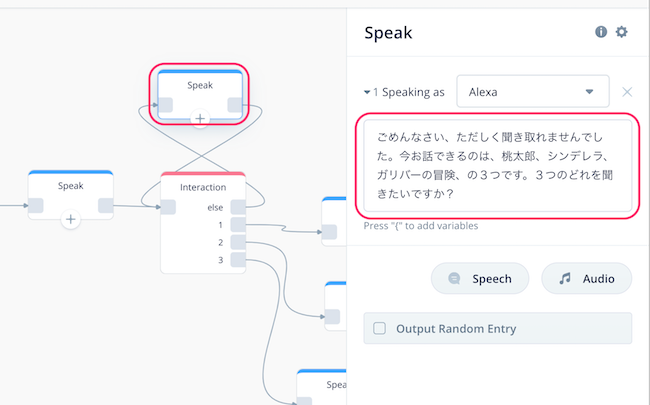 Speak
Speak
Interaction
else
1
2
3
Speak
1 Speaking as
Alexa
ごめんなさい、ただしく聞き取れませんでし
た。今お話できるのは、桃太郎、シンデレラ、
ガリバーの冒険、の３つです。３つのどれを聞
きたいですか？
Press "{" to add variables
Speech
Audio
Output Random Entry